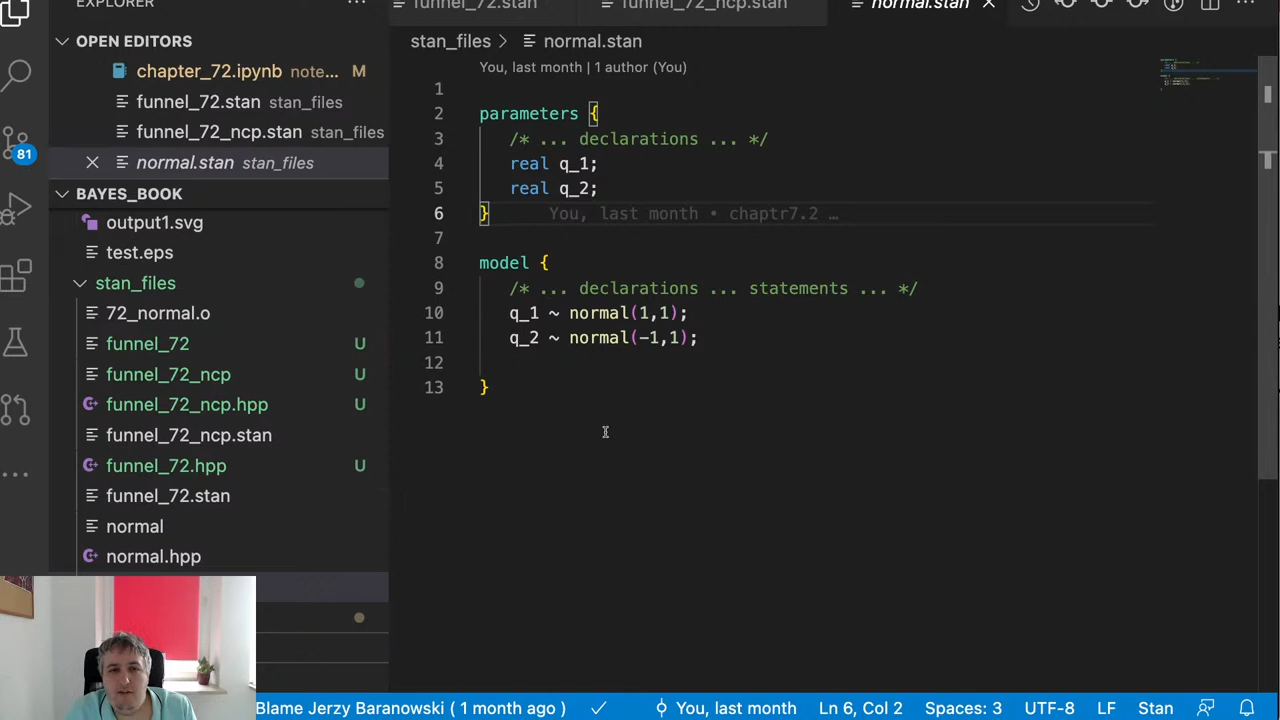 EXPLORER
funnel_72.stan
funnel_72_ncp.stan
normal.stan
OPEN EDITORS
chapter_72.ipynb note... M
funnel_72.stan stan_files
funnel_72_ncp.stan stan_files
normal.stan stan_files
81
BAYES_BOOK
output1.svg
test.eps
stan_files
72_normal.o
funnel_72 U
funnel_72_ncp U
funnel_72_ncp.hpp U
funnel_72_ncp.stan
funnel_72.hpp U
funnel_72.stan
normal
normal.hpp
stan_files > normal.stan
You, last month | 1 author (You)
1
2 parameters {
3 /* ... declarations ... */
4 real q_1;
5 real q_2;
6 } You, last month • chaptr7.2 …
7
8 model {
9 /* ... declarations ... statements ... */
10 q_1 ~ normal(1,1);
11 q_2 ~ normal(-1,1);
12
13 }
Blame Jerzy Baranowski ( 1 month ago ) You, last month Ln 6, Col 2 Spaces: 3 UTF-8 LF Stan